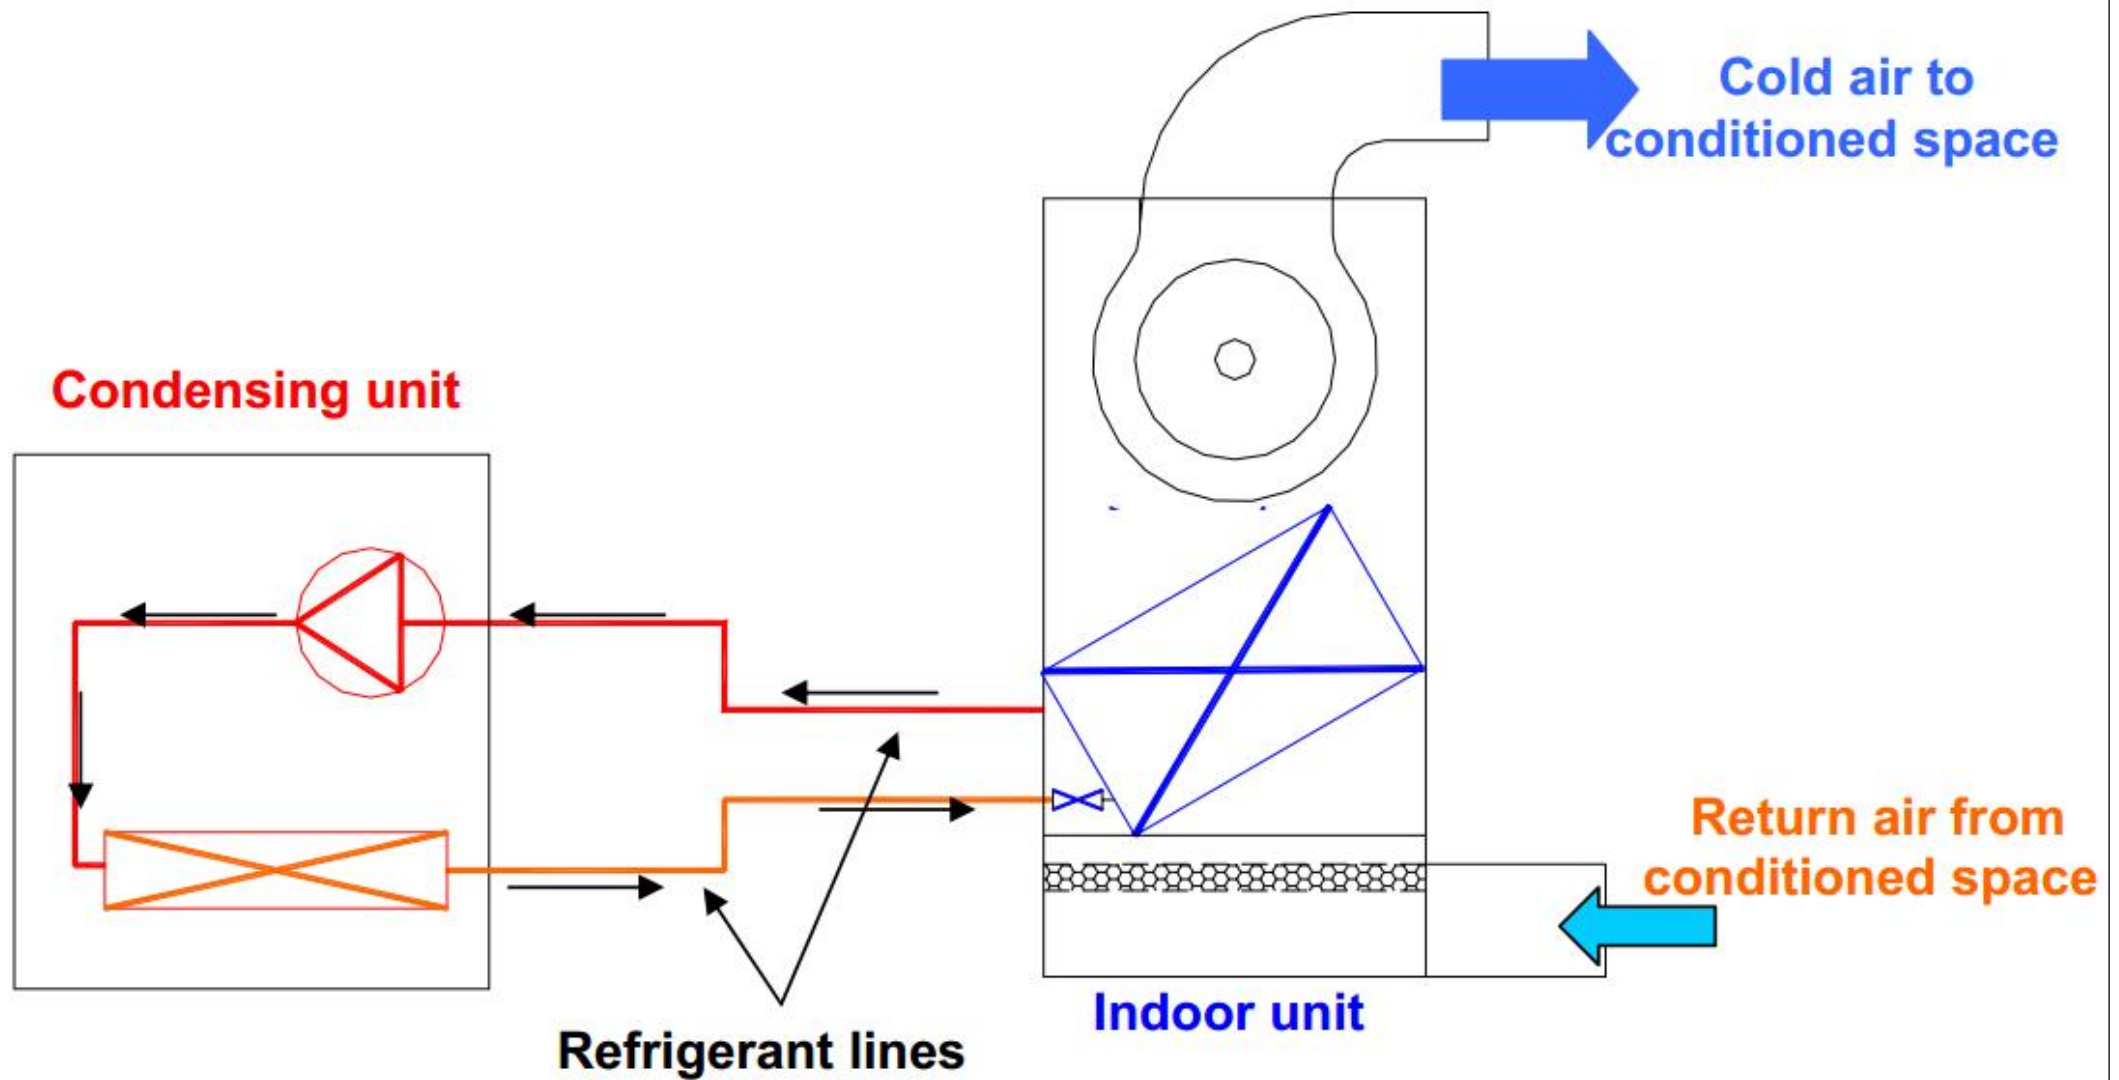 Cold air to
conditioned space
Condensing unit
Return air from
conditioned space
Indoor unit
Refrigerant lines